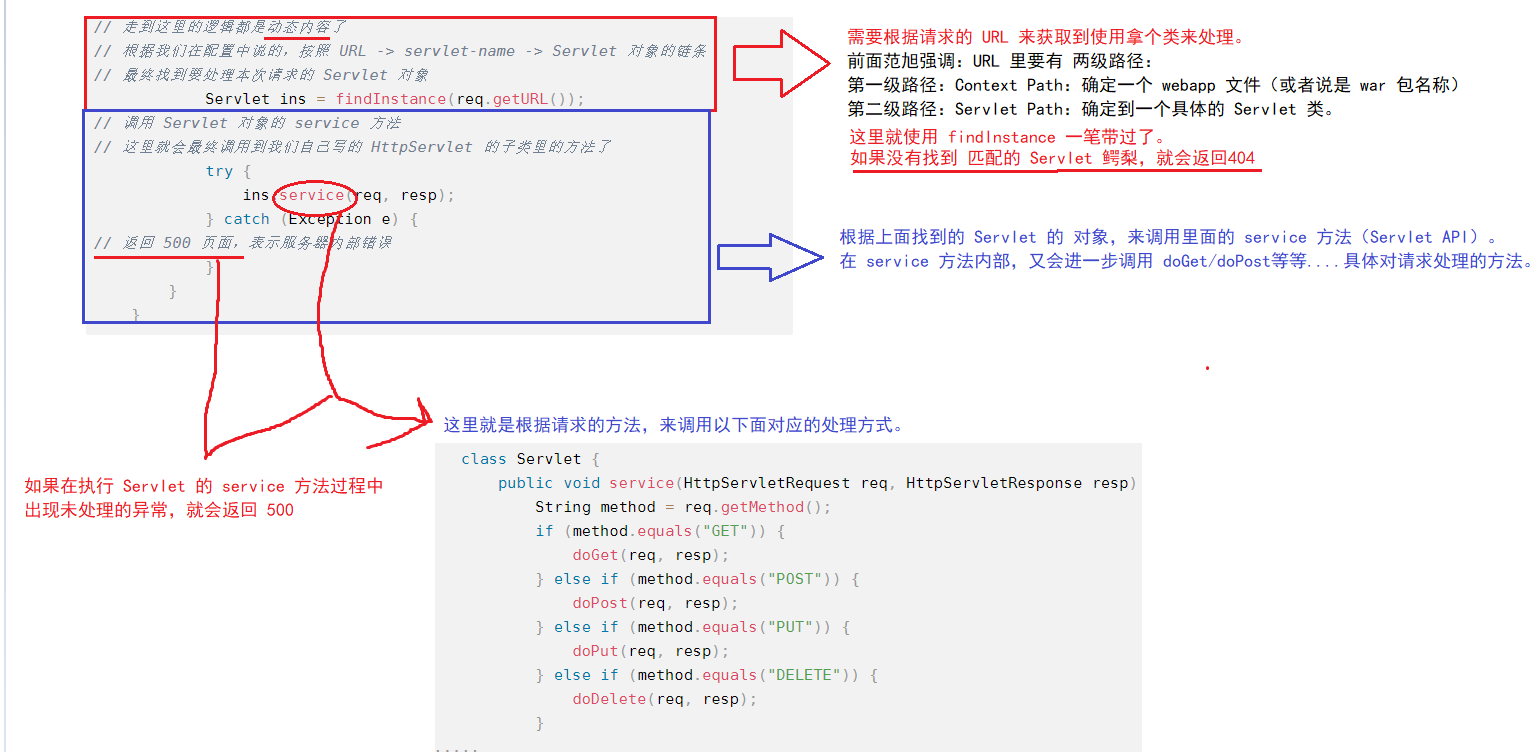 // 走到这里的逻辑都是动态内容了
// 根据我们在配置中说的，按照 URL -> servlet-name -> Servlet 对象的链条
// 最终找到要处理本次请求的 Servlet 对象
Servlet ins = findInstance(req.getURL());
// 调用 Servlet 对象的 service 方法
// 这里就会最终调用到我们自己写的 HttpServlet 的子类里的方法了
try {
ins.service(req, resp);
} catch (Exception e) {
// 返回 500 页面，表示服务器内部错误
}
}
}
需要根据请求的 URL 来获取到使用拿个类来处理。
前面范旭强调：URL 里要有 两级路径：
第一级路径：Context Path：确定一个 webapp 文件（或者说是 war 包名称）
第二级路径：Servlet Path：确定到一个具体的 Servlet 类。
这里就使用 findInstance 一笔带过了。
如果没有找到 匹配的 Servlet 鳄梨，就会返回404
根据上面找到的 Servlet 的 对象，来调用里面的 service 方法（Servlet API）。
在 service 方法内部，又会进一步调用 doGet/doPost等等....具体对请求处理的方法。
这里就是根据请求的方法，来调用以下面对应的处理方式。
如果在执行 Servlet 的 service 方法过程中
出现未处理的异常，就会返回 500
class Servlet {
public void service(HttpServletRequest req, HttpServletResponse resp)
String method = req.getMethod();
if (method.equals("GET")) {
doGet(req, resp);
} else if (method.equals("POST")) {
doPost(req, resp);
} else if (method.equals("PUT")) {
doPut(req, resp);
} else if (method.equals("DELETE")) {
doDelete(req, resp);
}
.....